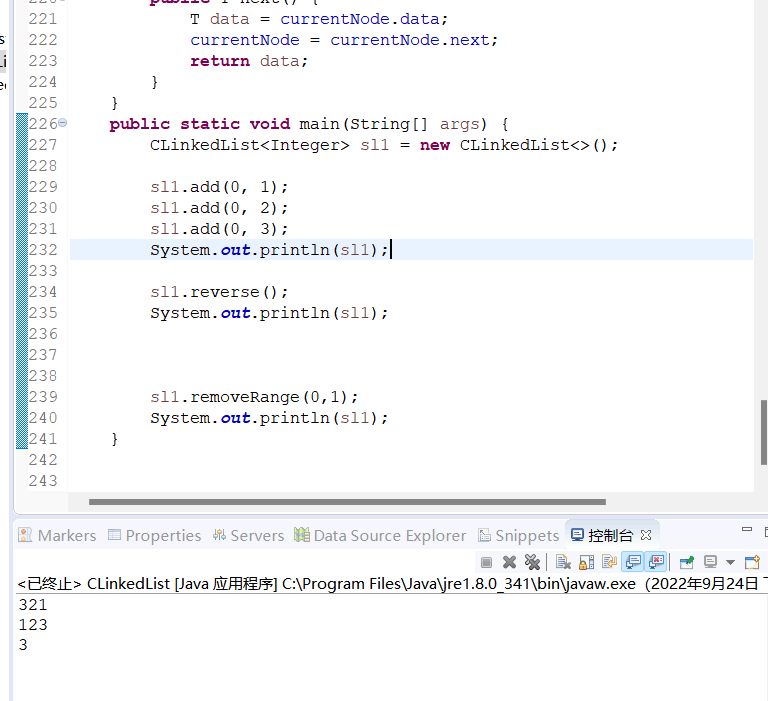 221 T data = currentNode.data;
222 currentNode = currentNode.next;
223 return data;
224 }
225 }
226 public static void main(String[] args) {
227 CLinkedList<Integer> sl1 = new CLinkedList<>();
228
229 sl1.add(0, 1);
230 sl1.add(0, 2);
231 sl1.add(0, 3);
232 System.out.println(sl1);
233
234 sl1.reverse();
235 System.out.println(sl1);
236
237
238
239 sl1.removeRange(0,1);
240 System.out.println(sl1);
241 }
242
243
Markers Properties Servers Data Source Explorer Snippets 控制台
<已终止> CLinkedList [Java 应用程序] C:\Program Files\Java\jre1.8.0_341\bin\javaw.exe (2022年9月24日
321
123
3